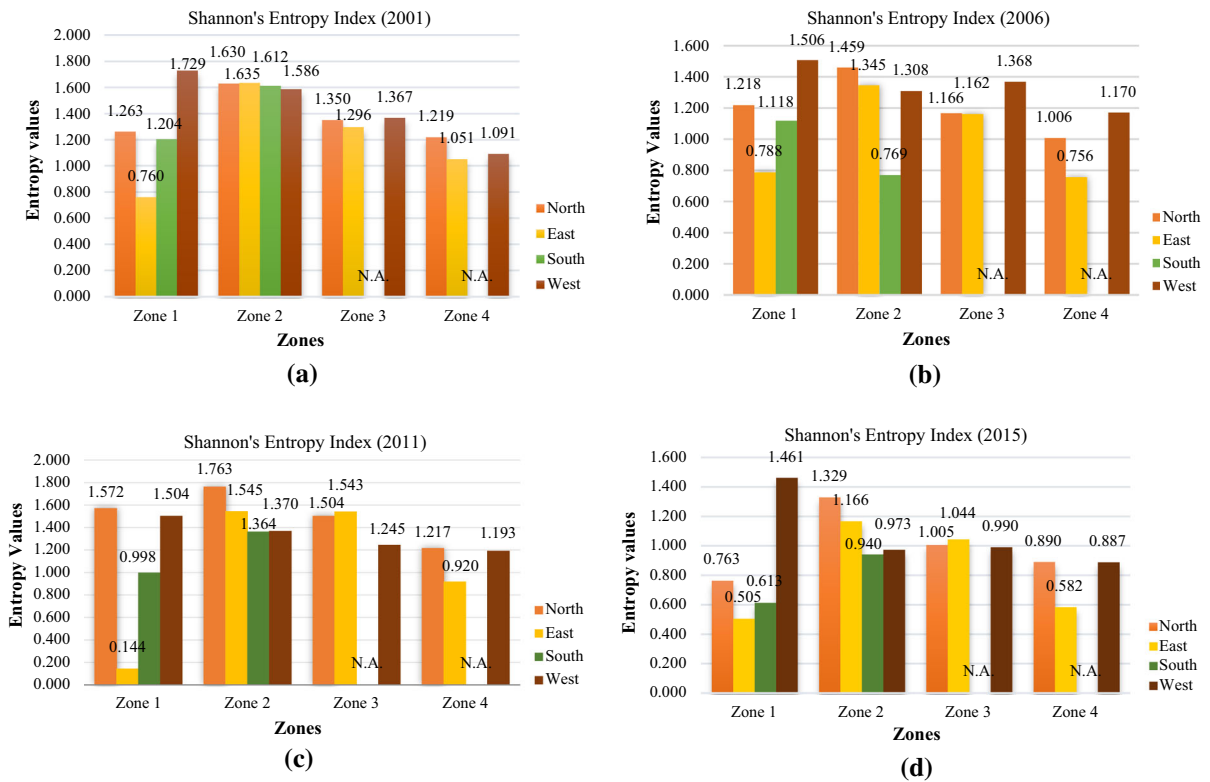 Shannon's Entropy Index (2001)
Entropy values
2.000
1.800
1.600
1.400
1.200
1.000
0.800
0.600
0.400
0.200
0.000
1.263
0.760
1.204
1.729
1.630
1.635
1.612
1.586
1.350
1.296
N.A.
1.367
1.219
1.051
N.A.
1.091
Zone 1 Zone 2 Zone 3 Zone 4
Zones
North
East
South
West
(a)
Shannon's Entropy Index (2006)
Entropy Values
1.600
1.400
1.200
1.000
0.800
0.600
0.400
0.200
0.000
1.218
0.788
1.118
1.506
1.459
1.345
0.769
1.308
1.166
1.162
N.A.
1.368
1.006
0.756
N.A.
1.170
Zone 1 Zone 2 Zone 3 Zone 4
Zones
North
East
South
West
(b)
Shannon's Entropy Index (2011)
Entropy Values
2.000
1.800
1.600
1.400
1.200
1.000
0.800
0.600
0.400
0.200
0.000
1.572
0.144
0.998
1.504
1.763
1.545
1.364
1.370
1.504
1.543
N.A.
1.245
1.217
0.920
N.A.
1.193
Zone 1 Zone 2 Zone 3 Zone 4
Zones
North
East
South
West
(c)
Shannon's Entropy Index (2015)
Entropy values
1.600
1.400
1.200
1.000
0.800
0.600
0.400
0.200
0.000
0.763
0.505
0.613
1.461
1.329
1.166
0.940
0.973
1.005
1.044
N.A.
0.990
0.890
0.582
N.A.
0.887
Zone 1 Zone 2 Zone 3 Zone 4
Zones
North
East
South
West
(d)